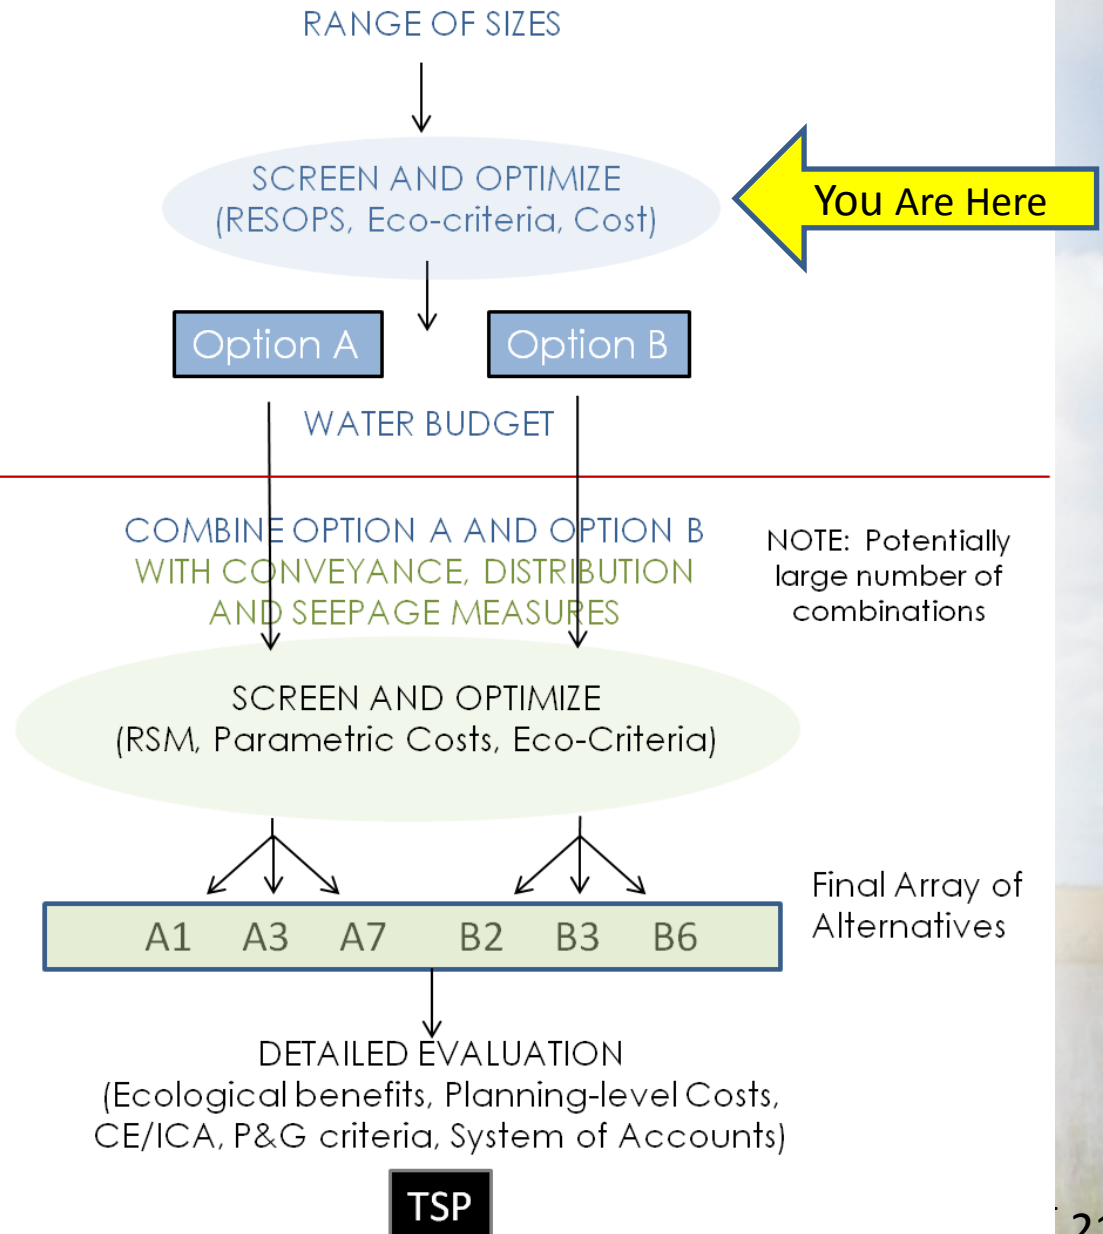 RANGE OF SIZES
SCREEN AND OPTIMIZE
(RESOPS, Eco-criteria, Cost)
You Are Here
Option A
Option B
WATER BUDGET
COMBINE OPTION A AND OPTION B
WITH CONVEYANCE, DISTRIBUTION
AND SEEPAGE MEASURES
NOTE: Potentially
large number of
combinations
SCREEN AND OPTIMIZE
(RSM, Parametric Costs, Eco-Criteria)
Final Array of
Alternatives
A1 A3 A7 B2 B3 B6
DETAILED EVALUATION
(Ecological benefits, Planning-level Costs,
CE/ICA, P&G criteria, System of Accounts)
TSP